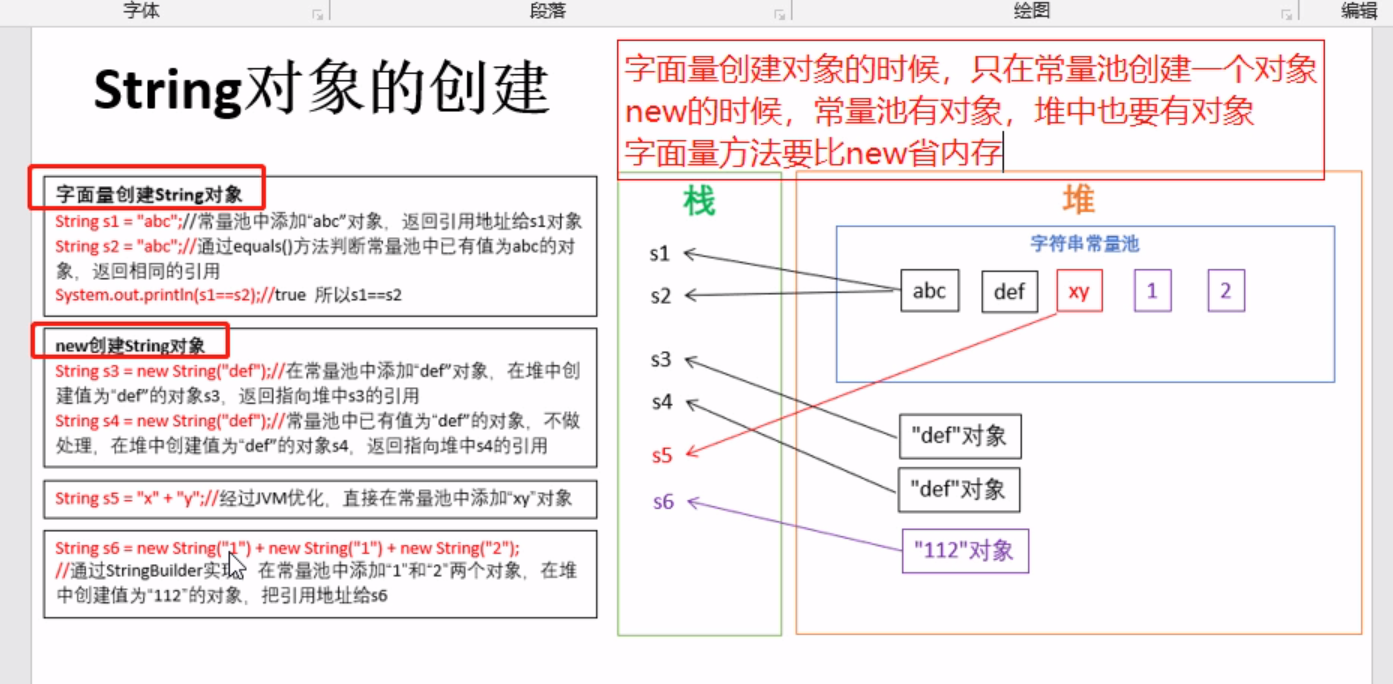 字体
段落
绘图
编辑
String对象的创建
字面量创建对象的时候，只在常量池创建一个对象
new的时候，常量池有对象，堆中也要有对象
字面量方法要比new省内存
字面量创建String对象
String s1 = "abc";//常量池中添加“abc”对象，返回引用地址给s1对象
String s2 = "abc";//通过equals()方法判断常量池中已有值为abc的对
象，返回相同的引用
System.out.println(s1==s2);//true 所以s1==s2
new创建String对象
String s3 = new String("def");//在常量池中添加“def”对象，在堆中创
建值为“def”的对象s3，返回指向堆中s3的引用
String s4 = new String("def");//常量池中已有值为“def”的对象，不做
处理，在堆中创建值为“def”的对象s4，返回指向堆中s4的引用
String s5 = "x" + "y";//经过JVM优化，直接在常量池中添加“xy”对象
String s6 = new String("1") + new String("1") + new String("2");
//通过StringBuilder实现，在常量池中添加“1”和“2”两个对象，在堆
中创建值为“112”的对象，把引用地址给s6
栈
s1
s2
s3
s4
s5
s6
堆
字符串常量池
abc
def
xy
1
2
"def"对象
"def"对象
"112"对象